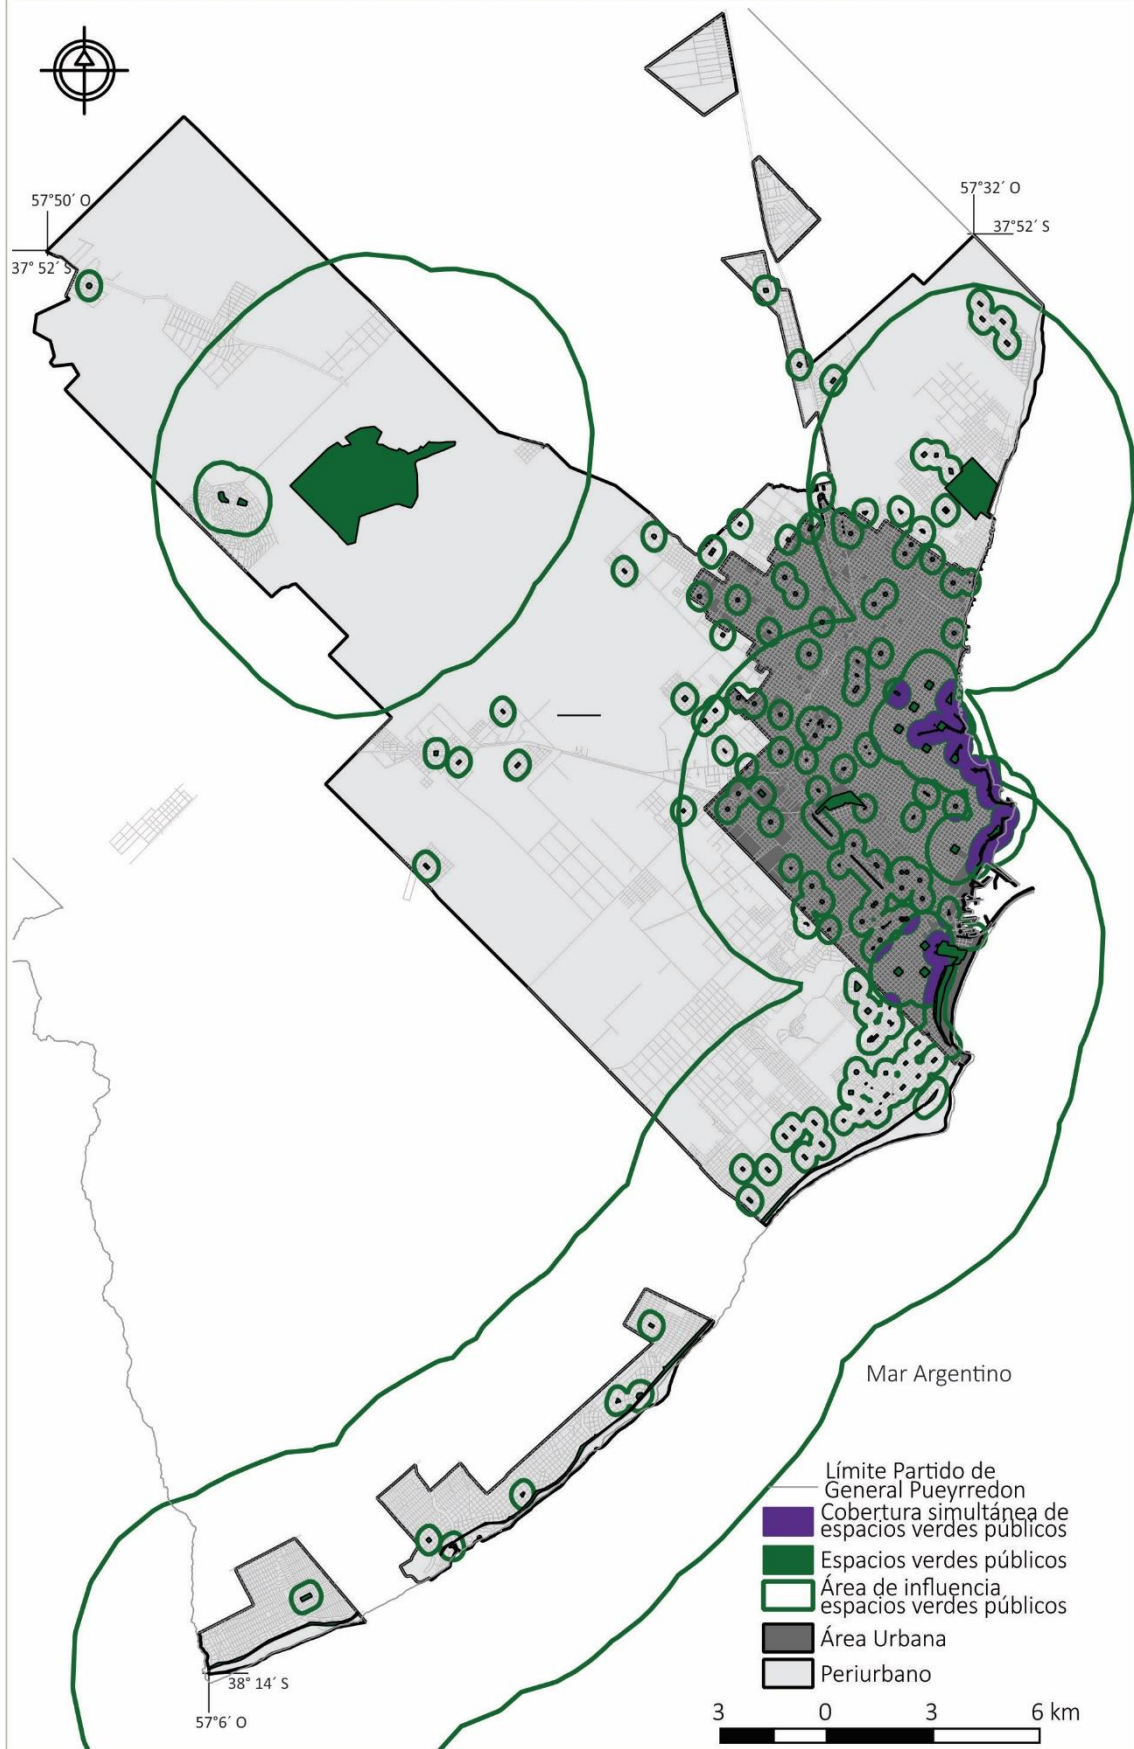 57°50´ O
37° 52´ S
57°32´ O
37°52´ S
Mar Argentino
Límite Partido de
General Pueyrredon
Cobertura simultánea de
espacios verdes públicos
Espacios verdes públicos
Área de influencia
espacios verdes públicos
Área Urbana
Periurbano
38° 14´ S
57°6´ O
3 0 3 6 km